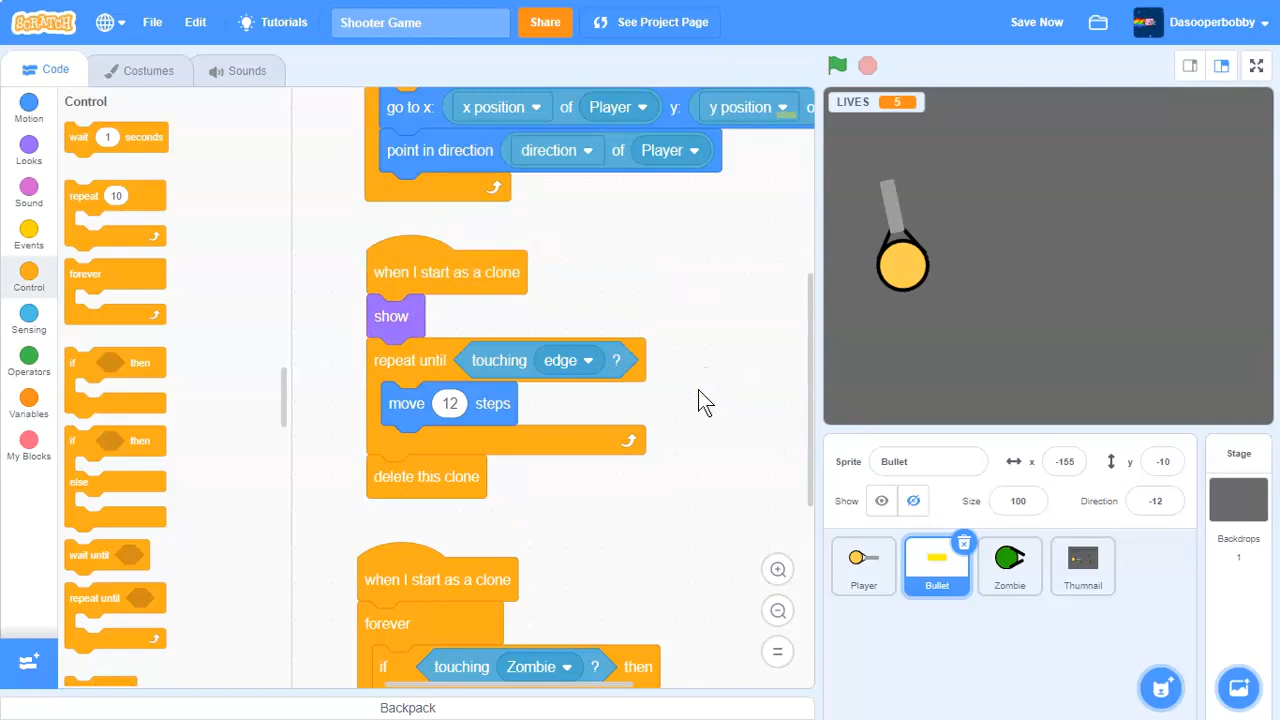 SCRATCH File Edit Tutorials Shooter Game Share See Project Page Save Now Dasooperbobby
Code Costumes Sounds
Motion
Looks
Sound
Events
Control
Sensing
Operators
Variables
My Blocks
Control
wait 1 seconds
repeat 10
forever
if then
if then
else
wait until
repeat until
go to x: x position of Player y: y position o
point in direction direction of Player
when I start as a clone
show
repeat until touching edge ?
move 12 steps
delete this clone
when I start as a clone
forever
if touching Zombie ? then
LIVES 5
Sprite Bullet x -155 y -10
Show Size 100 Direction -12
Player Bullet Zombie Thumnail
Stage
Backdrops
1
Backpack